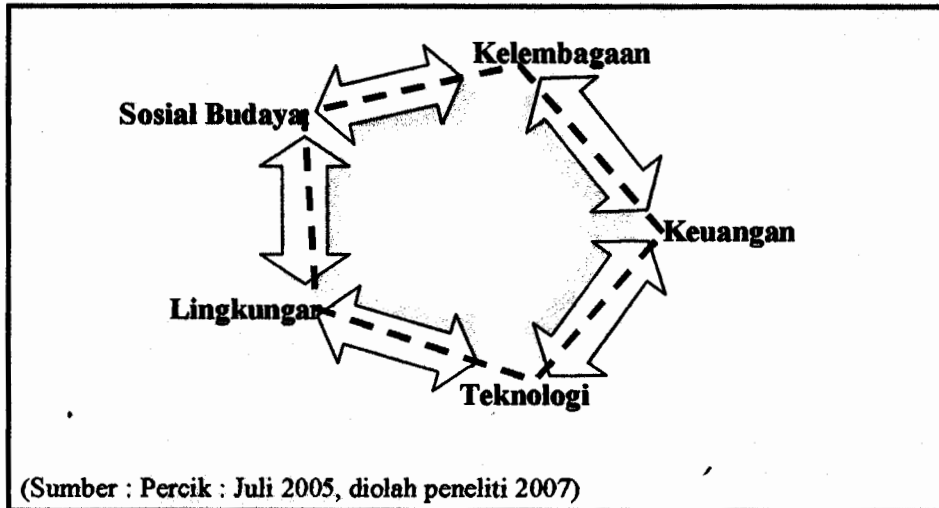 Kelembagaan
Sosial Budaya
Keuangan
Lingkungan
Teknologi
(Sumber : Percik : Juli 2005, diolah peneliti 2007)